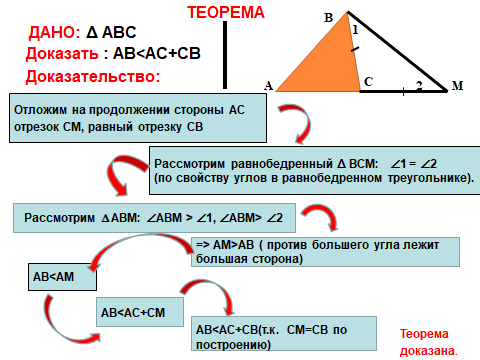 ТЕОРЕМА
ДАНО: Δ АВС
Доказать : АВ<АС+СВ
Доказательство:
В
1
А
С
2
М
Отложим на продолжении стороны АС
отрезок СМ, равный отрезку СВ
Рассмотрим равнобедренный Δ ВСМ: ∠1 = ∠2
(по свойству углов в равнобедренном треугольнике).
Рассмотрим ΔАВМ: ∠АВМ > ∠1, ∠АВМ> ∠2
=> АМ>АВ ( против большего угла лежит
большая сторона)
АВ<АМ
АВ<АС+СМ
АВ<АС+СВ(т.к. СМ=СВ по
построению)
Теорема
доказана.